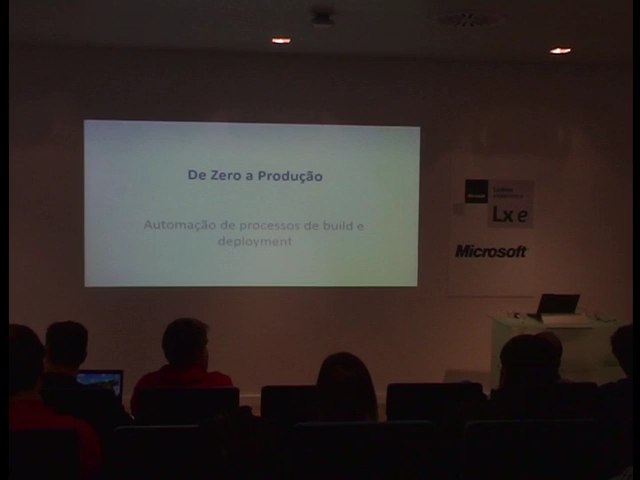 De Zero a Produção
Automação de processos de build e
deployment
Lx e
Microsoft